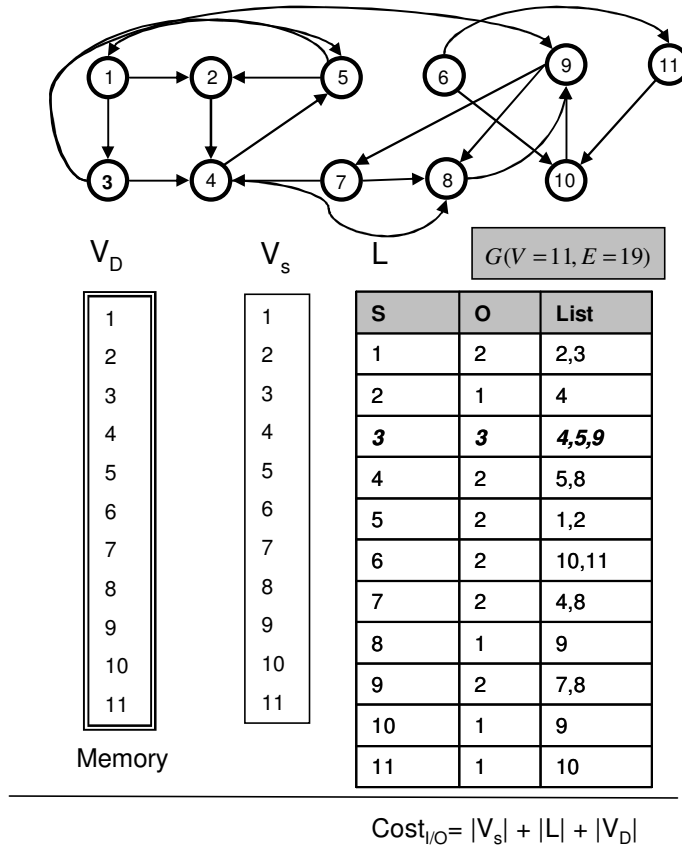 1 2 5 6 9 11
3 4 7 8 10
V_D V_s L G(V = 11, E = 19)
1
2
3
4
5
6
7
8
9
10
11
Memory
1
2
3
4
5
6
7
8
9
10
11
S O List
1 2 2,3
2 1 4
3 3 4,5,9
4 2 5,8
5 2 1,2
6 2 10,11
7 2 4,8
8 1 9
9 2 7,8
10 1 9
11 1 10
Cost_I/O= |V_s| + |L| + |V_D|